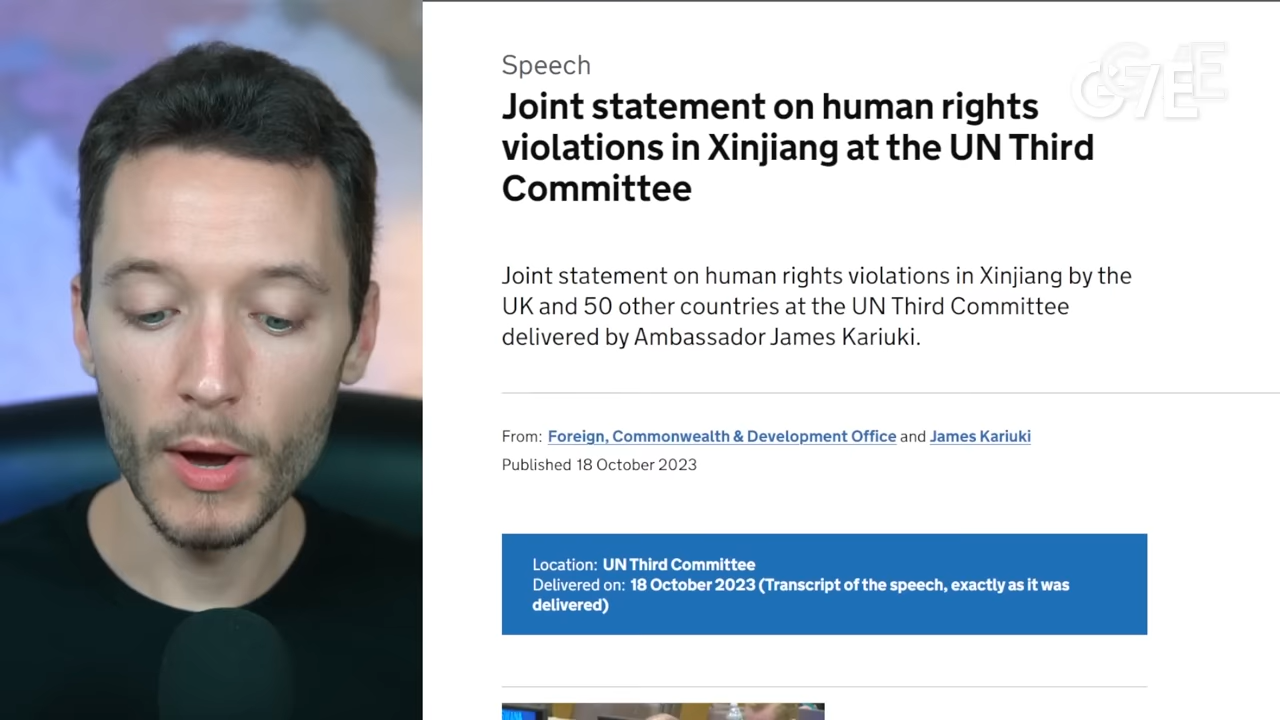 Speech
Joint statement on human rights
violations in Xinjiang at the UN Third
Committee
Joint statement on human rights violations in Xinjiang by the
UK and 50 other countries at the UN Third Committee
delivered by Ambassador James Kariuki.
From: Foreign, Commonwealth & Development Office and James Kariuki
Published 18 October 2023
Location: UN Third Committee
Delivered on: 18 October 2023 (Transcript of the speech, exactly as it was
delivered)